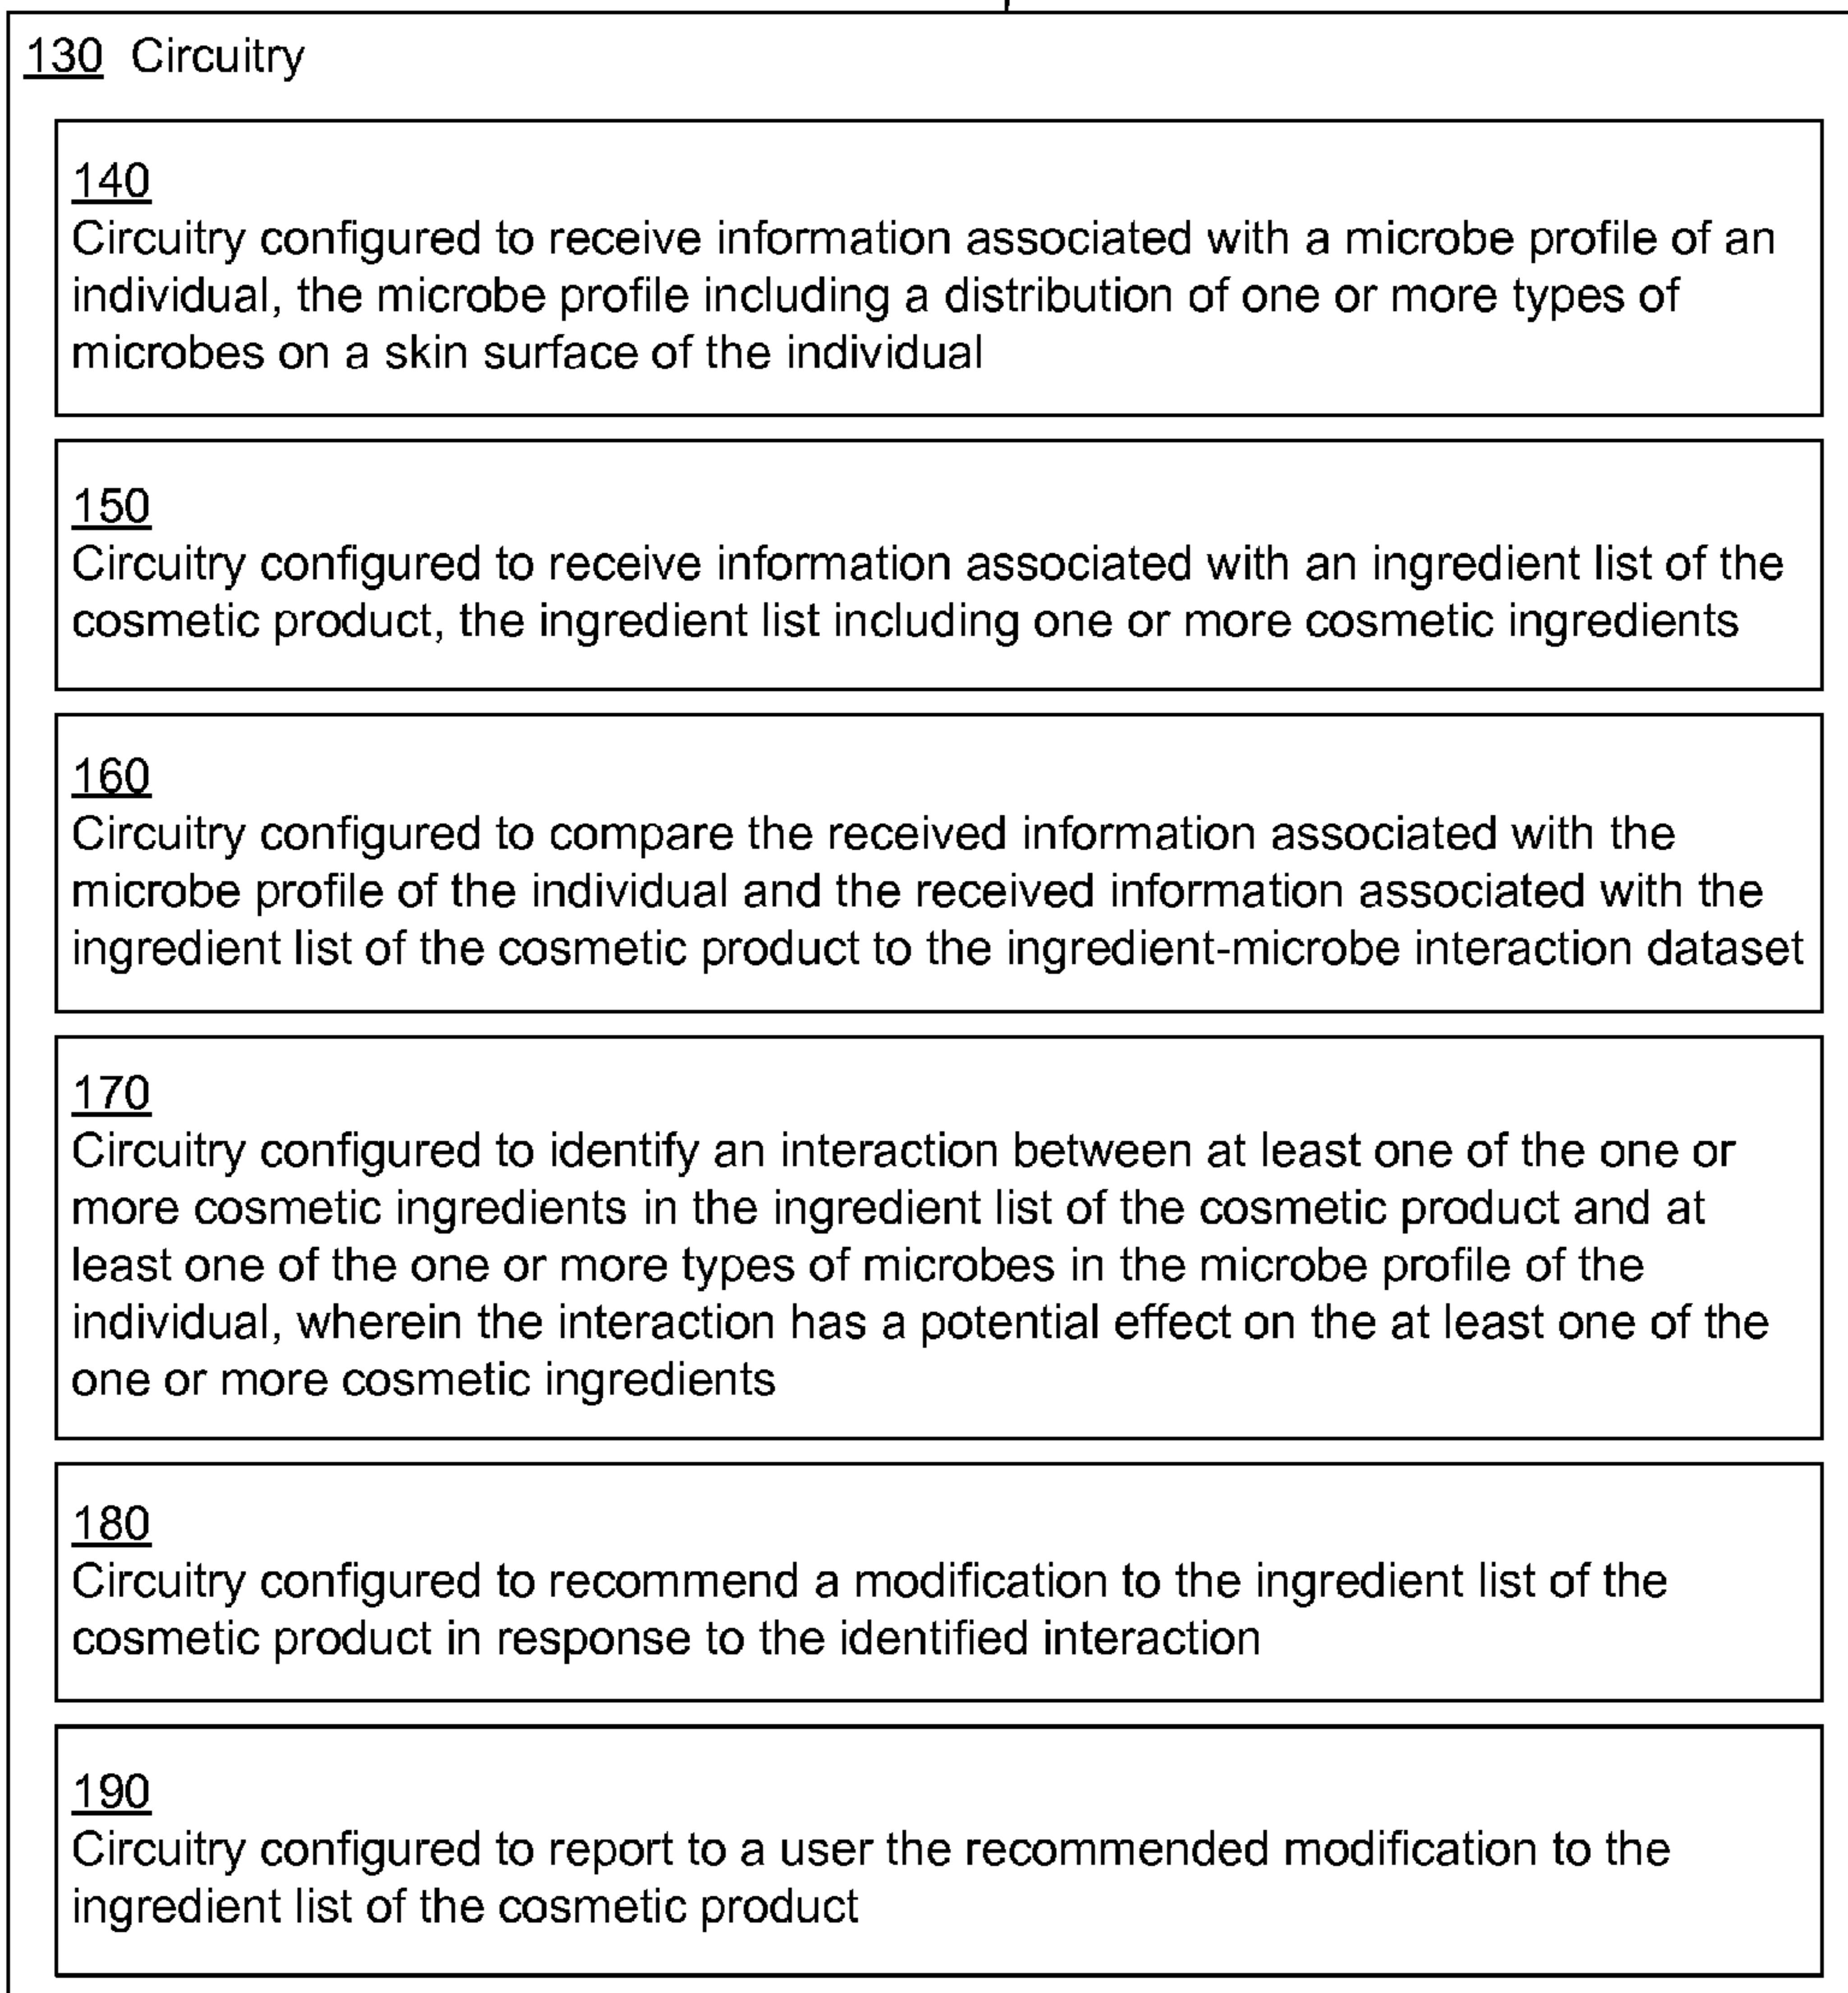 130 Circuitry
140
Circuitry configured to receive information associated with a microbe profile of an
individual, the microbe profile including a distribution of one or more types of
microbes on a skin surface of the individual
150
Circuitry configured to receive information associated with an ingredient list of the
cosmetic product, the ingredient list including one or more cosmetic ingredients
160
Circuitry configured to compare the received information associated with the
microbe profile of the individual and the received information associated with the
ingredient list of the cosmetic product to the ingredient-microbe interaction dataset
170
Circuitry configured to identify an interaction between at least one of the one or
more cosmetic ingredients in the ingredient list of the cosmetic product and at
least one of the one or more types of microbes in the microbe profile of the
individual, wherein the interaction has a potential effect on the at least one of the
one or more cosmetic ingredients
180
Circuitry configured to recommend a modification to the ingredient list of the
cosmetic product in response to the identified interaction
190
Circuitry configured to report to a user the recommended modification to the
ingredient list of the cosmetic product